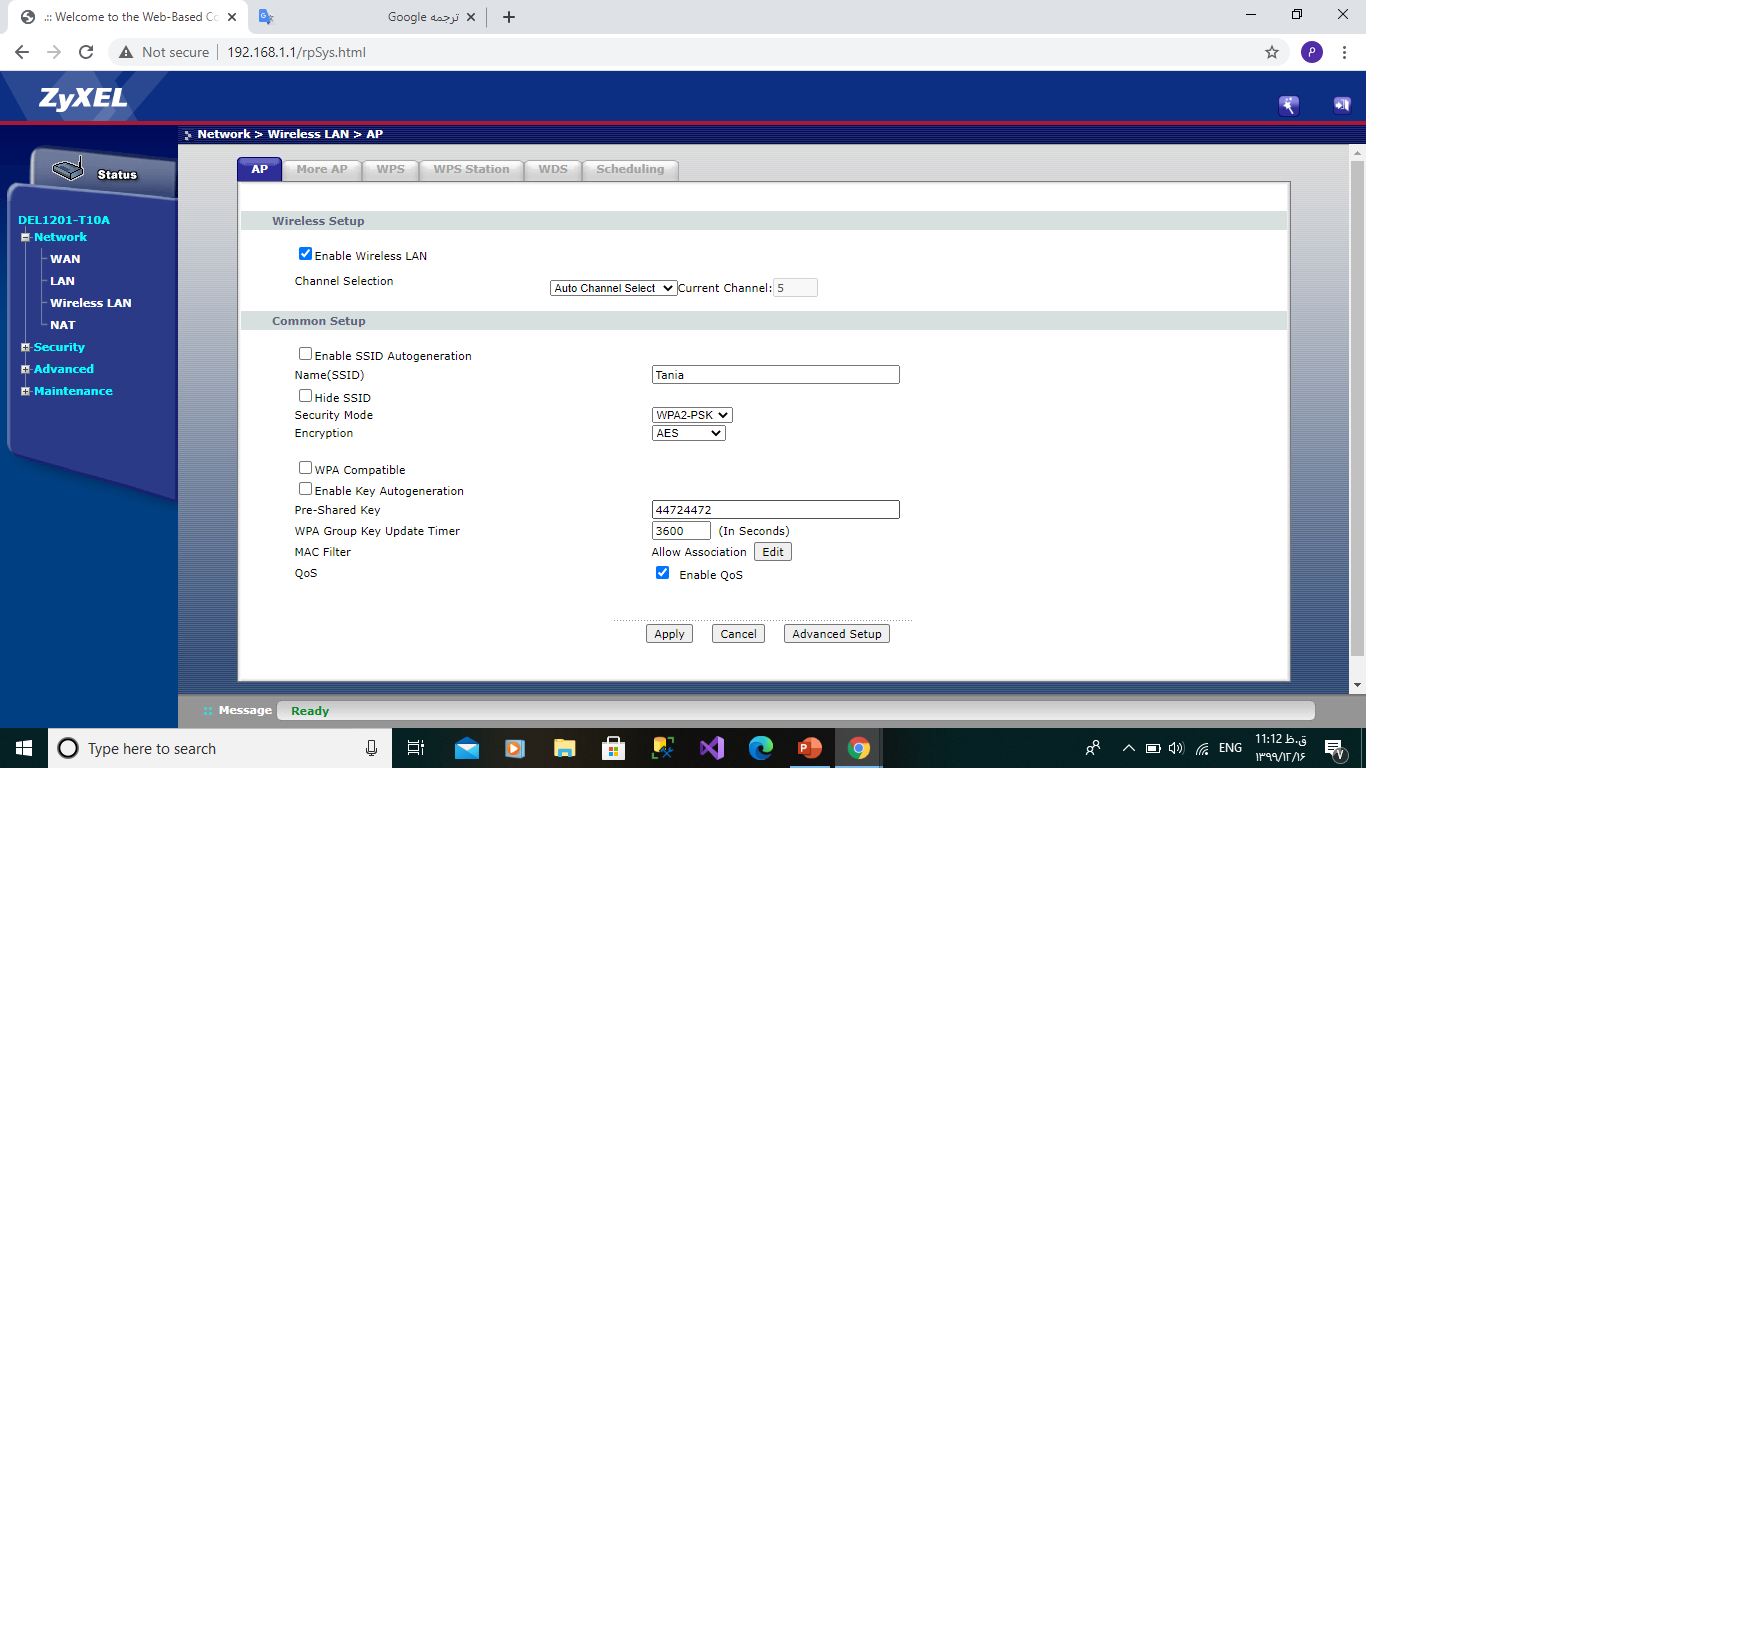 .:: Welcome to the Web-Based Co
ترجمه Google
Not secure
192.168.1.1/rpSys.html
P
ZyXEL
Network > Wireless LAN > AP
Status
DEL1201-T10A
Network
WAN
LAN
Wireless LAN
NAT
Security
Advanced
Maintenance
AP
More AP
WPS
WPS Station
WDS
Scheduling
Wireless Setup
Enable Wireless LAN
Channel Selection
Auto Channel Select
Current Channel: 5
Common Setup
Enable SSID Autogeneration
Name(SSID)
Tania
Hide SSID
Security Mode
WPA2-PSK
Encryption
AES
WPA Compatible
Enable Key Autogeneration
Pre-Shared Key
44724472
WPA Group Key Update Timer
3600 (In Seconds)
MAC Filter
Allow Association Edit
QoS
Enable QoS
Apply
Cancel
Advanced Setup
Message
Ready
Type here to search
ENG
11:12 ق.ظ
۱۳۹۹/۱۲/۱۶